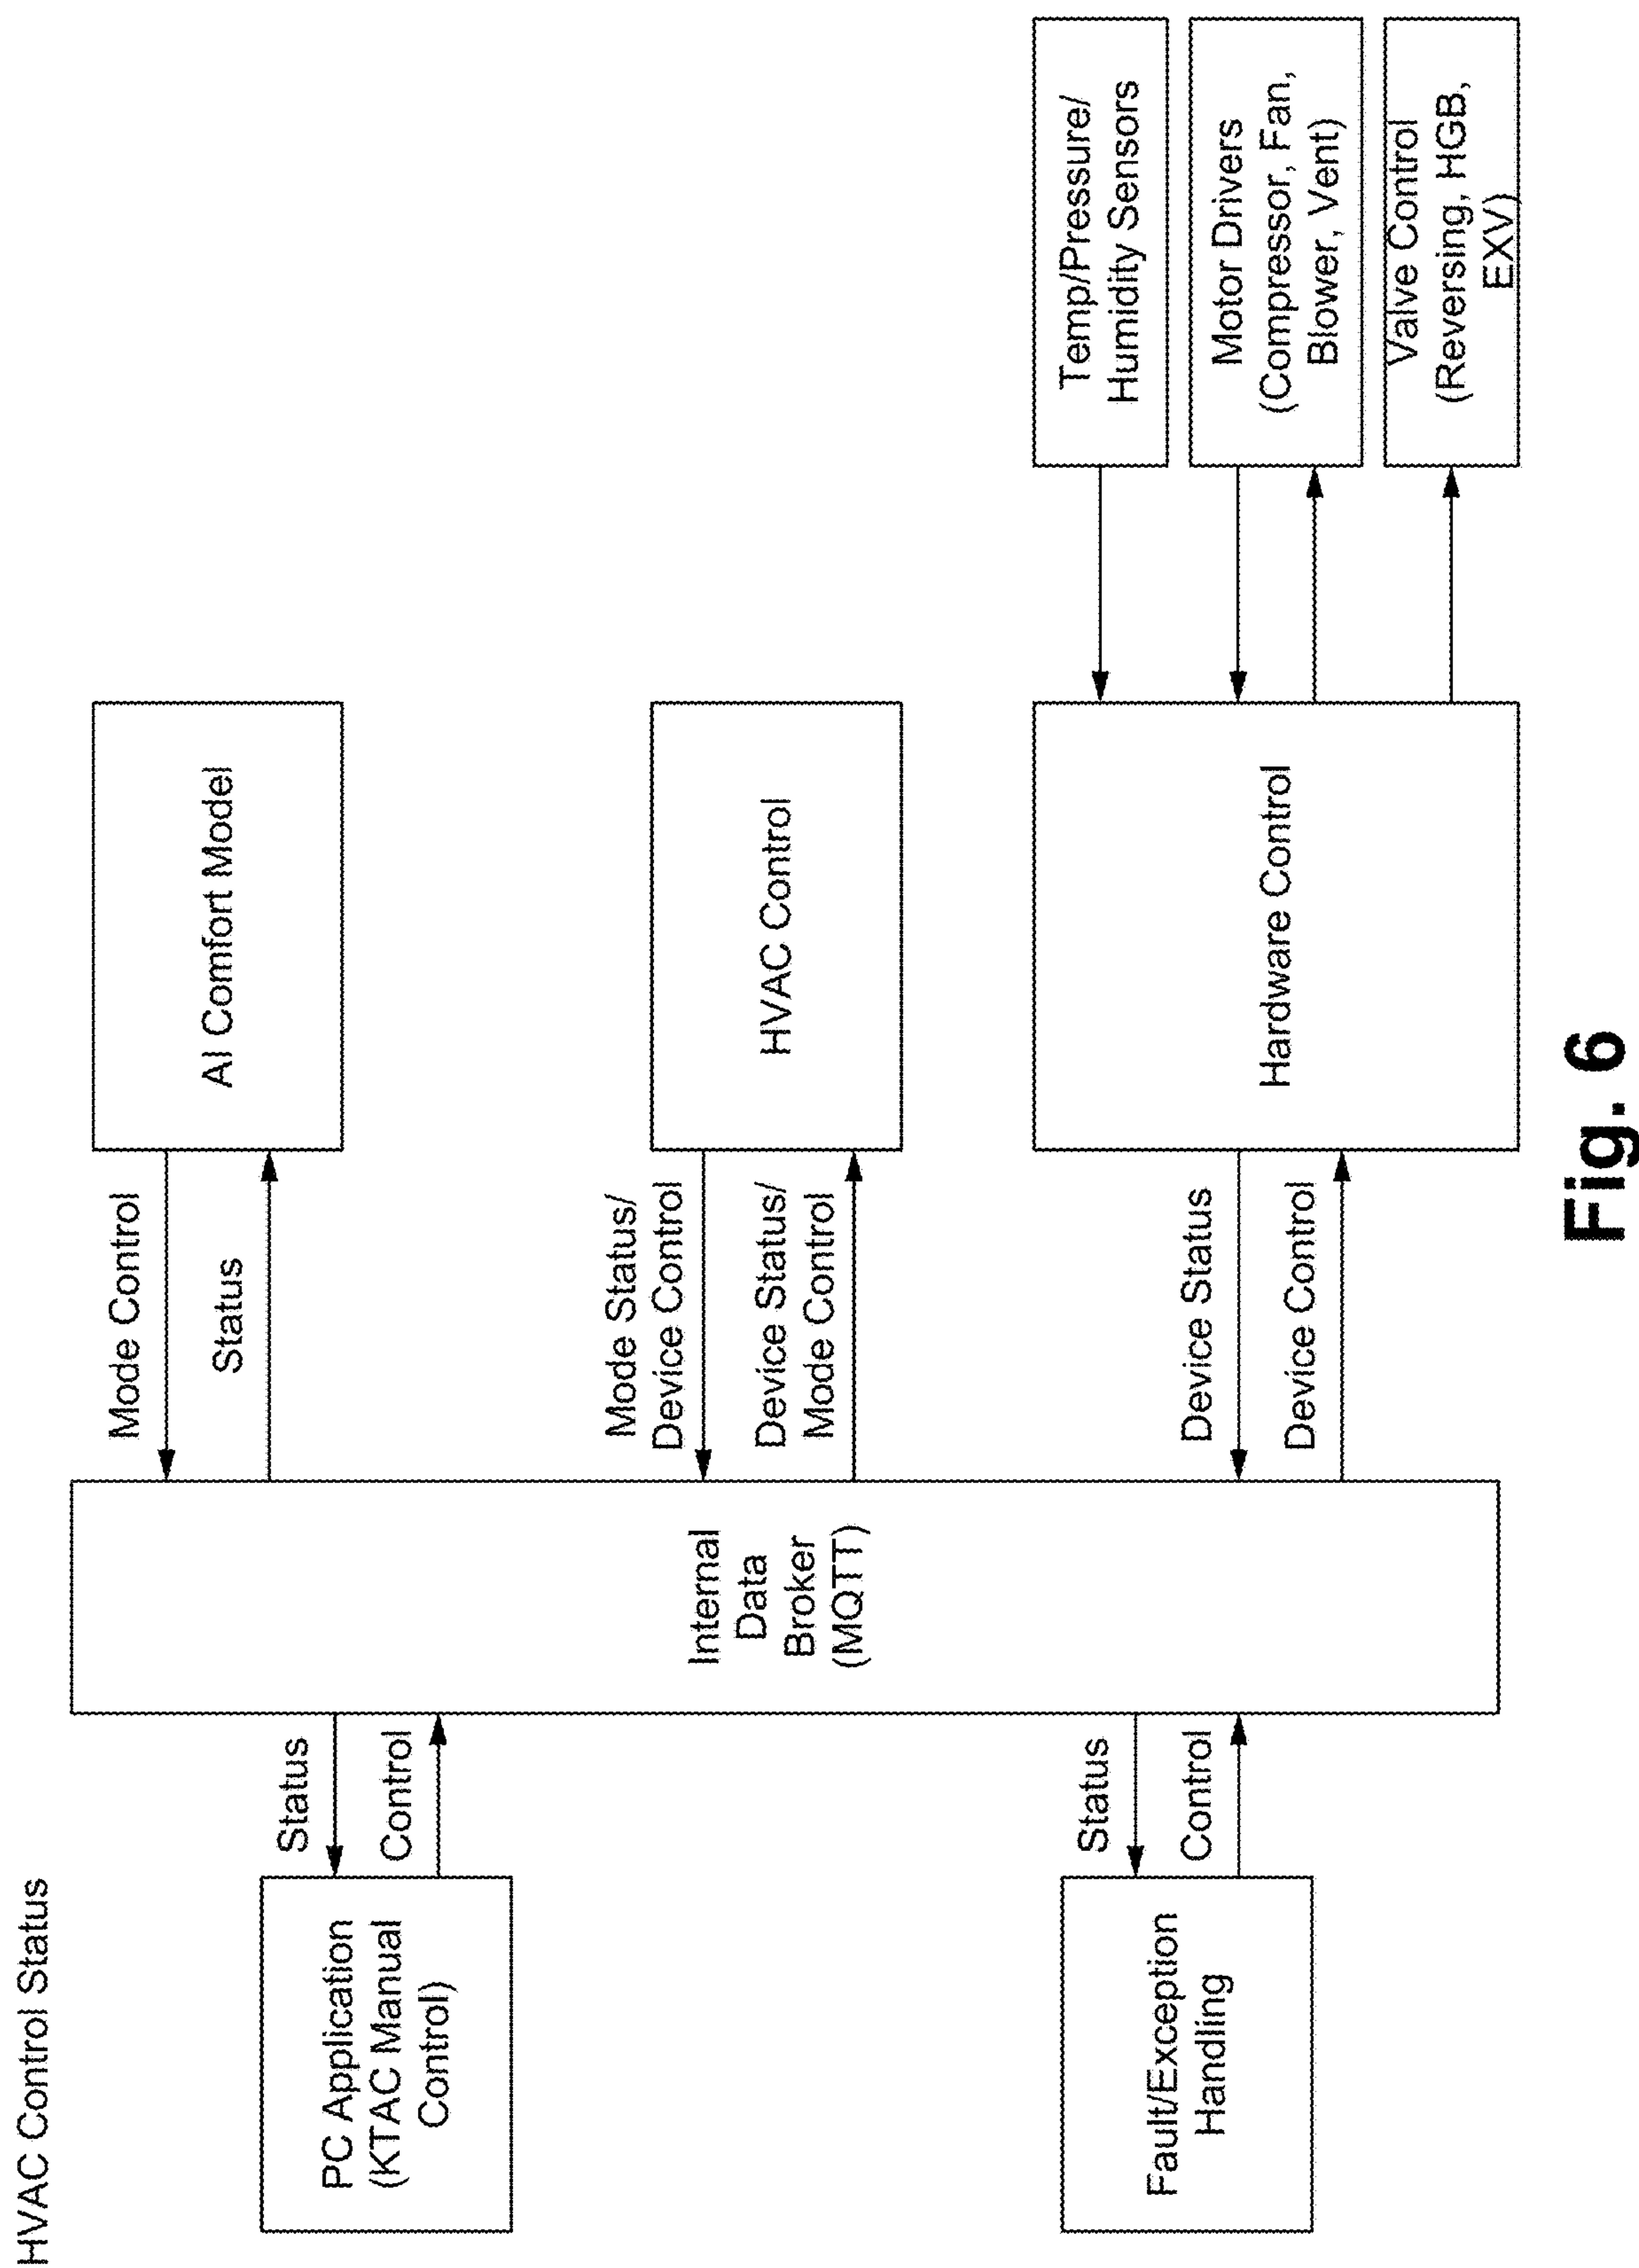 HVAC Control Status
PC Application
(KTAC Manual
Control)
Status
Control
Fault/Exception
Handling
Status
Control
Internal
Data
Broker
(MQTT)
Mode Control
Status
AI Comfort Model
Mode Status/
Device Control
Device Status/
Mode Control
HVAC Control
Device Status
Device Control
Hardware Control
Temp/Pressure/
Humidity Sensors
Motor Drivers
(Compressor, Fan,
Blower, Vent)
Valve Control
(Reversing, HGB,
EXV)
Fig. 6